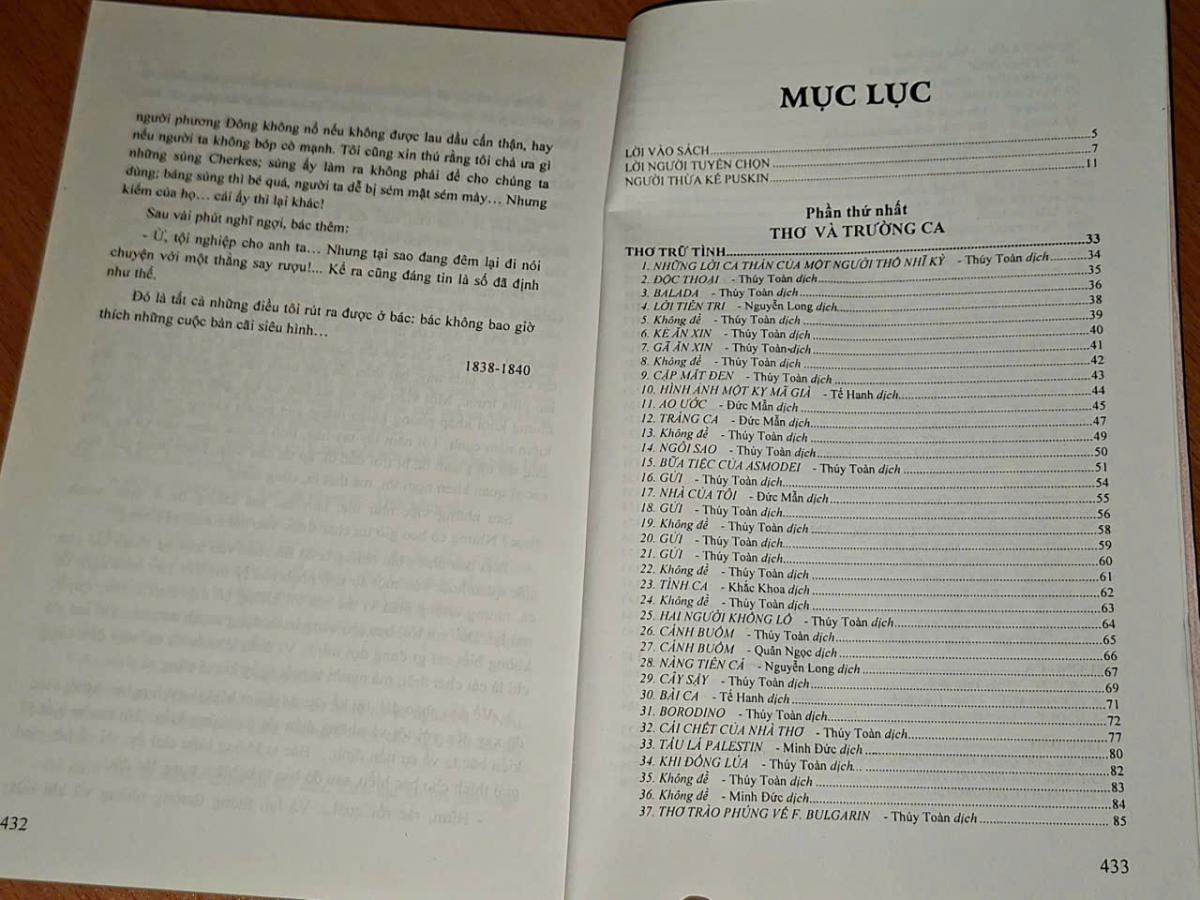 người phương Đông không nổ nếu không được lau dầu cẩn thận, hay
nếu người ta không bóp cò mạnh. Tôi cũng xin thú rằng tôi chả ưa gì
những súng Cherkes; súng ấy làm ra không phải để cho chúng ta
dùng; báng súng thì bé quá, người ta dễ bị sém mặt sém mày... Nhưng
kiếm của họ... cái ấy thì lại khác!
Sau vài phút nghĩ ngợi, bác thêm:
- Ừ, tội nghiệp cho anh ta... Nhưng tại sao đang đêm lại đi nói
chuyện với một thằng say rượu!... Kể ra cũng đáng tin là số đã định
như thế.
Đó là tất cả những điều tôi rút ra được ở bác: bác không bao giờ
thích những cuộc bàn cãi siêu hình...
1838-1840
432
MỤC LỤC
LỜI VÀO SÁCH 5
LỜI NGƯỜI TUYỂN CHỌN 7
NGƯỜI THỪA KẾ PUSKIN 11
Phần thứ nhất
THƠ VÀ TRƯỜNG CA
THƠ TRỮ TÌNH 33
1. NHỮNG LỜI CA THÁN CỦA MỘT NGƯỜI THỔ NHĨ KỲ - Thúy Toàn dịch 34
2. ĐỘC THOẠI - Thúy Toàn dịch 35
3. BALADA - Thúy Toàn dịch 36
4. LỜI TIÊN TRI - Nguyễn Long dịch 38
5. Không đề - Thúy Toàn dịch 39
6. KẺ ĂN XIN - Thúy Toàn dịch 40
7. GÃ ĂN XIN - Thúy Toàn dịch 41
8. Không đề - Thúy Toàn dịch 42
9. CẶP MẮT ĐEN - Thúy Toàn dịch 43
10. HÌNH ẢNH MỘT KỴ MÃ GIÀ - Tế Hanh dịch 44
11. AO ƯỚC - Đức Mẫn dịch 45
12. TRÁNG CA - Đức Mẫn dịch 47
13. Không đề - Thúy Toàn dịch 49
14. NGÔI SAO - Thúy Toàn dịch 50
15. BỮA TIỆC CỦA ASMODEI - Thúy Toàn dịch 51
16. GỬI - Thúy Toàn dịch 54
17. NHÀ CỦA TÔI - Đức Mẫn dịch 55
18. GỬI - Thúy Toàn dịch 56
19. Không đề - Thúy Toàn dịch 58
20. GỬI - Thúy Toàn dịch 59
21. GỬI - Thúy Toàn dịch 60
22. Không đề - Thúy Toàn dịch 61
23. TÌNH CA - Khắc Khoa dịch 62
24. Không đề - Thúy Toàn dịch 63
25. HAI NGƯỜI KHỔNG LỒ - Thúy Toàn dịch 64
26. CÁNH BUỒM - Thúy Toàn dịch 65
27. CÁNH BUỒM - Quân Ngọc dịch 66
28. NÀNG TIÊN CÁ - Nguyễn Long dịch 67
29. CÂY SẬY - Thúy Toàn dịch 69
30. BÀI CA - Tế Hanh dịch 71
31. BORODINO - Thúy Toàn dịch 72
32. CÁI CHẾT CỦA NHÀ THƠ - Thúy Toàn dịch 77
33. TÀU LÁ PALESTIN - Minh Đức dịch 80
34. KHI ĐỒNG LÚA - Thúy Toàn dịch 82
35. Không đề - Thúy Toàn dịch 83
36. Không đề - Minh Đức dịch 84
37. THƠ TRÀO PHÚNG VỀ F. BULGARIN - Thúy Toàn dịch 85
433